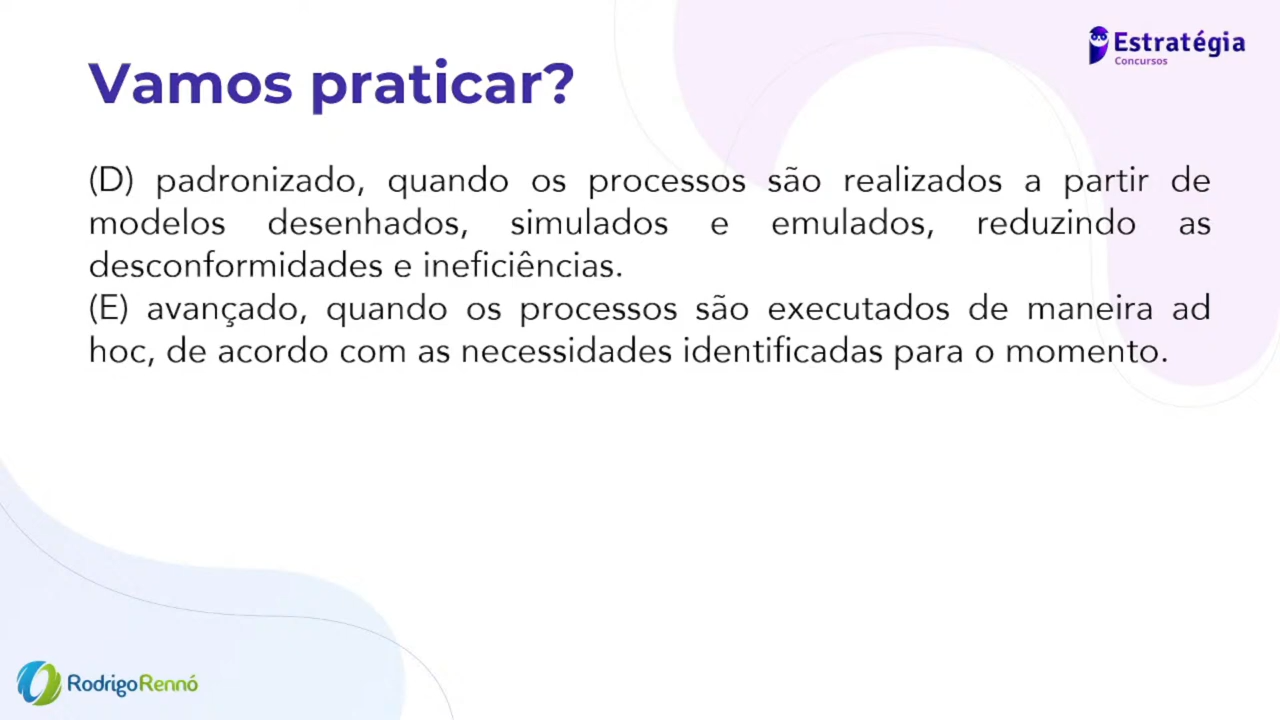 Estratégia
Concursos
Vamos praticar?
(D) padronizado, quando os processos são realizados a partir de
modelos desenhados, simulados e emulados, reduzindo as
desconformidades e ineficiências.
(E) avançado, quando os processos são executados de maneira ad
hoc, de acordo com as necessidades identificadas para o momento.
RodrigoRennó